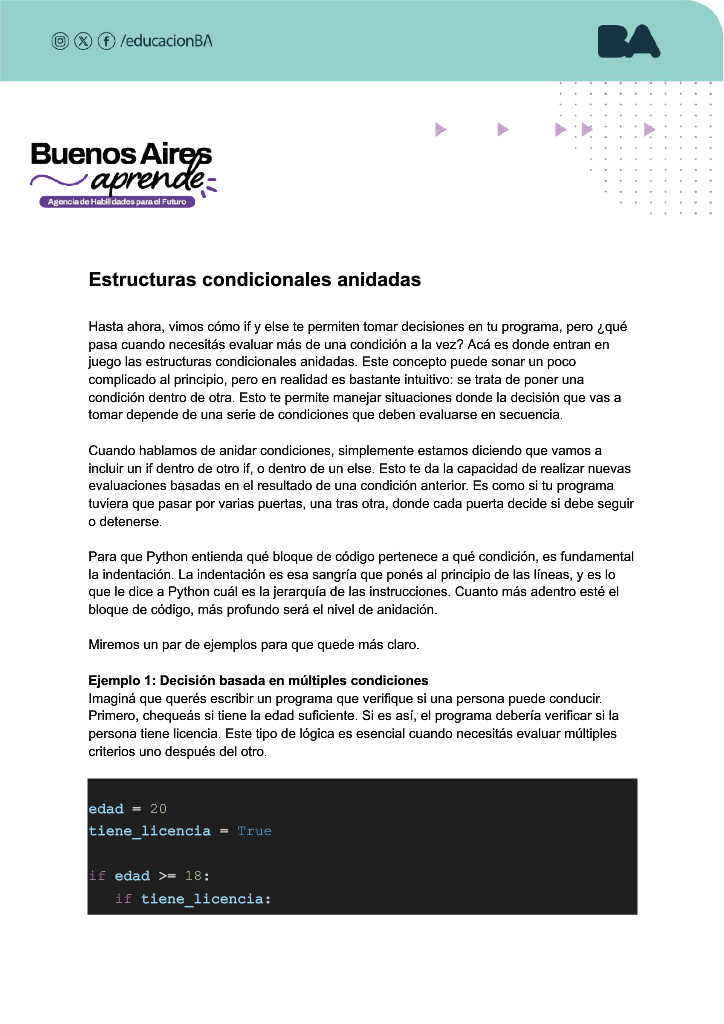 /educacionBA
BA
Buenos Aires
aprende
Agencia de Habilidades para el Futuro
Estructuras condicionales anidadas
Hasta ahora, vimos cómo if y else te permiten tomar decisiones en tu programa, pero ¿qué
pasa cuando necesitás evaluar más de una condición a la vez? Acá es donde entran en
juego las estructuras condicionales anidadas. Este concepto puede sonar un poco
complicado al principio, pero en realidad es bastante intuitivo: se trata de poner una
condición dentro de otra. Esto te permite manejar situaciones donde la decisión que vas a
tomar depende de una serie de condiciones que deben evaluarse en secuencia.
Cuando hablamos de anidar condiciones, simplemente estamos diciendo que vamos a
incluir un if dentro de otro if, o dentro de un else. Esto te da la capacidad de realizar nuevas
evaluaciones basadas en el resultado de una condición anterior. Es como si tu programa
tuviera que pasar por varias puertas, una tras otra, donde cada puerta decide si debe seguir
o detenerse.
Para que Python entienda qué bloque de código pertenece a qué condición, es fundamental
la indentación. La indentación es esa sangría que ponés al principio de las líneas, y es lo
que le dice a Python cuál es la jerarquía de las instrucciones. Cuanto más adentro esté el
bloque de código, más profundo será el nivel de anidación.
Miremos un par de ejemplos para que quede más claro.
Ejemplo 1: Decisión basada en múltiples condiciones
Imaginá que querés escribir un programa que verifique si una persona puede conducir.
Primero, chequeás si tiene la edad suficiente. Si es así, el programa debería verificar si la
persona tiene licencia. Este tipo de lógica es esencial cuando necesitás evaluar múltiples
criterios uno después del otro.
edad = 20
tiene_licencia = True
if edad >= 18:
   if tiene_licencia: